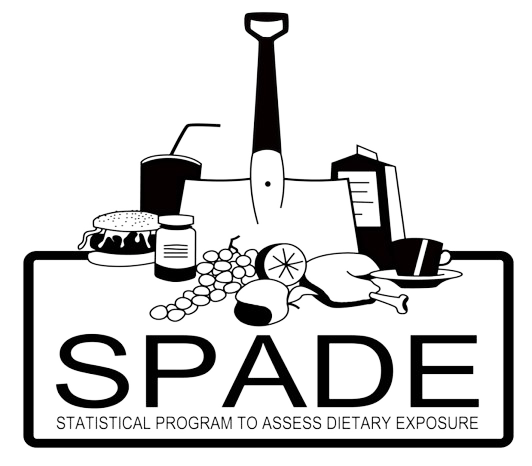 SPADE
STATISTICAL PROGRAM TO ASSESS DIETARY EXPOSURE